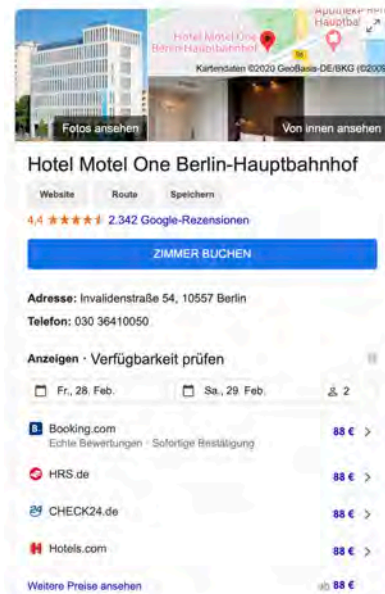 Apotheke
Hauptba
Hotel Motel One
Berlin-Hauptbahnhof
Kartendaten ©2020 GeoBasis-DE/BKG (©2009
Fotos ansehen
Von innen ansehen
Hotel Motel One Berlin-Hauptbahnhof
Website Route Speichern
4,4 2.342 Google-Rezensionen
ZIMMER BUCHEN
Adresse: Invalidenstraße 54, 10557 Berlin
Telefon: 030 36410050
Anzeigen · Verfügbarkeit prüfen
Fr., 28. Feb. Sa., 29. Feb. 2
B. Booking.com 88 € >
Echte Bewertungen · Sofortige Bestätigung
HRS.de 88 € >
24 CHECK24.de 88 € >
H Hotels.com 88 € >
Weitere Preise ansehen ab 88 €